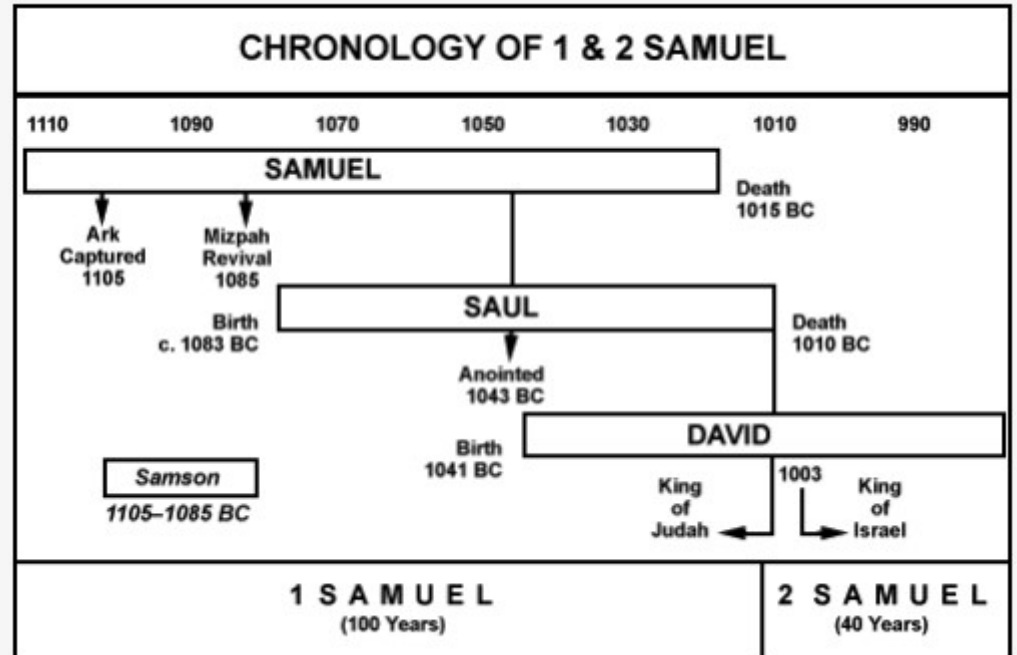 CHRONOLOGY OF 1 & 2 SAMUEL
1110 1090 1070 1050 1030 1010 990
SAMUEL
Death
1015 BC
Ark
Captured
1105
Mizpah
Revival
1085
SAUL
Birth
c. 1083 BC
Death
1010 BC
Anointed
1043 BC
DAVID
Birth
1041 BC
Samson
1105–1085 BC
King
of
Judah
1003
King
of
Israel
1 SAMUEL
(100 Years)
2 SAMUEL
(40 Years)